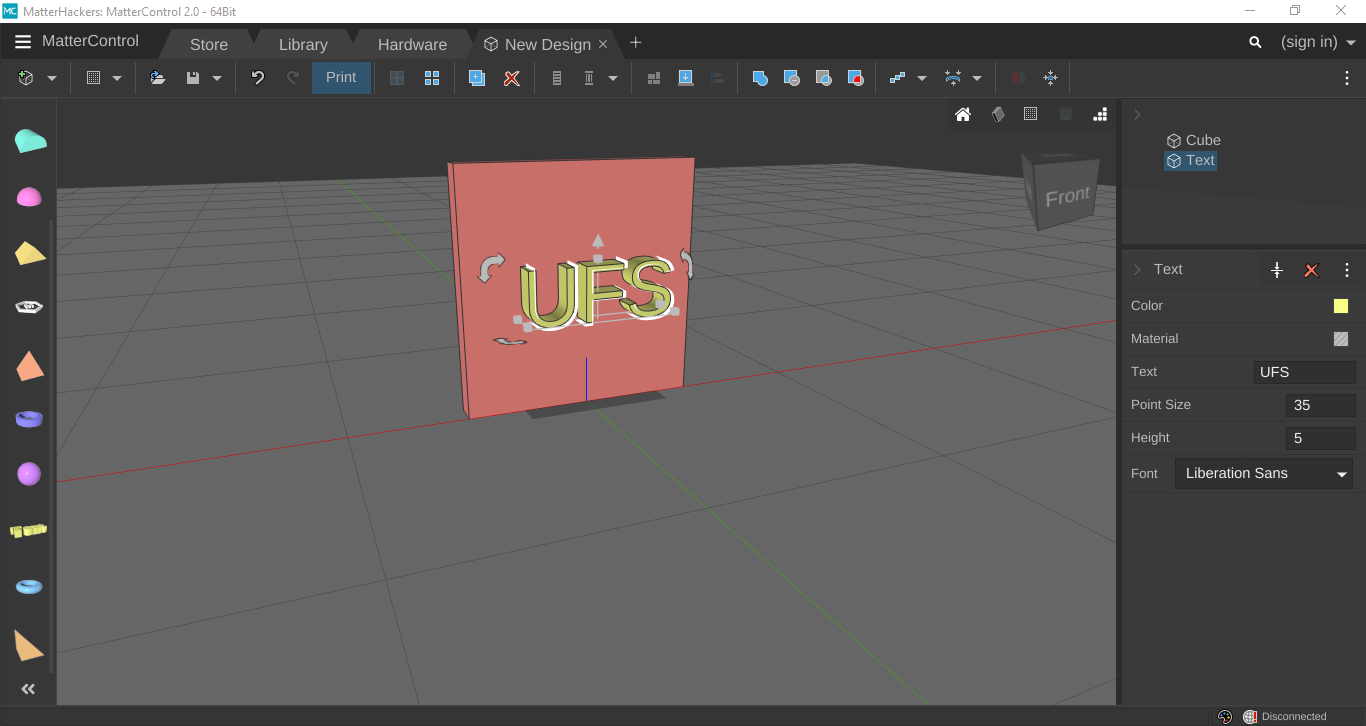 MC MatterHackers: MatterControl 2.0 - 64Bit
MatterControl
Store
Library
Hardware
New Design
(sign in)
Print
Cube
Text
Front
UFS
Text
Color
Material
Text UFS
Point Size 35
Height 5
Font Liberation Sans
Disconnected